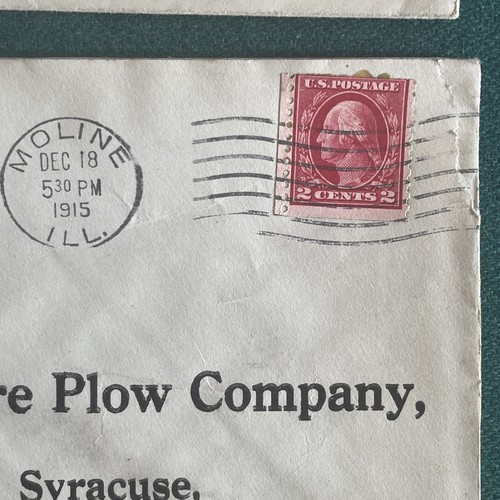 MOLINE
DEC 18
530 PM
1915
ILL.
U.S. POSTAGE
2 CENTS 2
re Plow Company,
Syracuse,